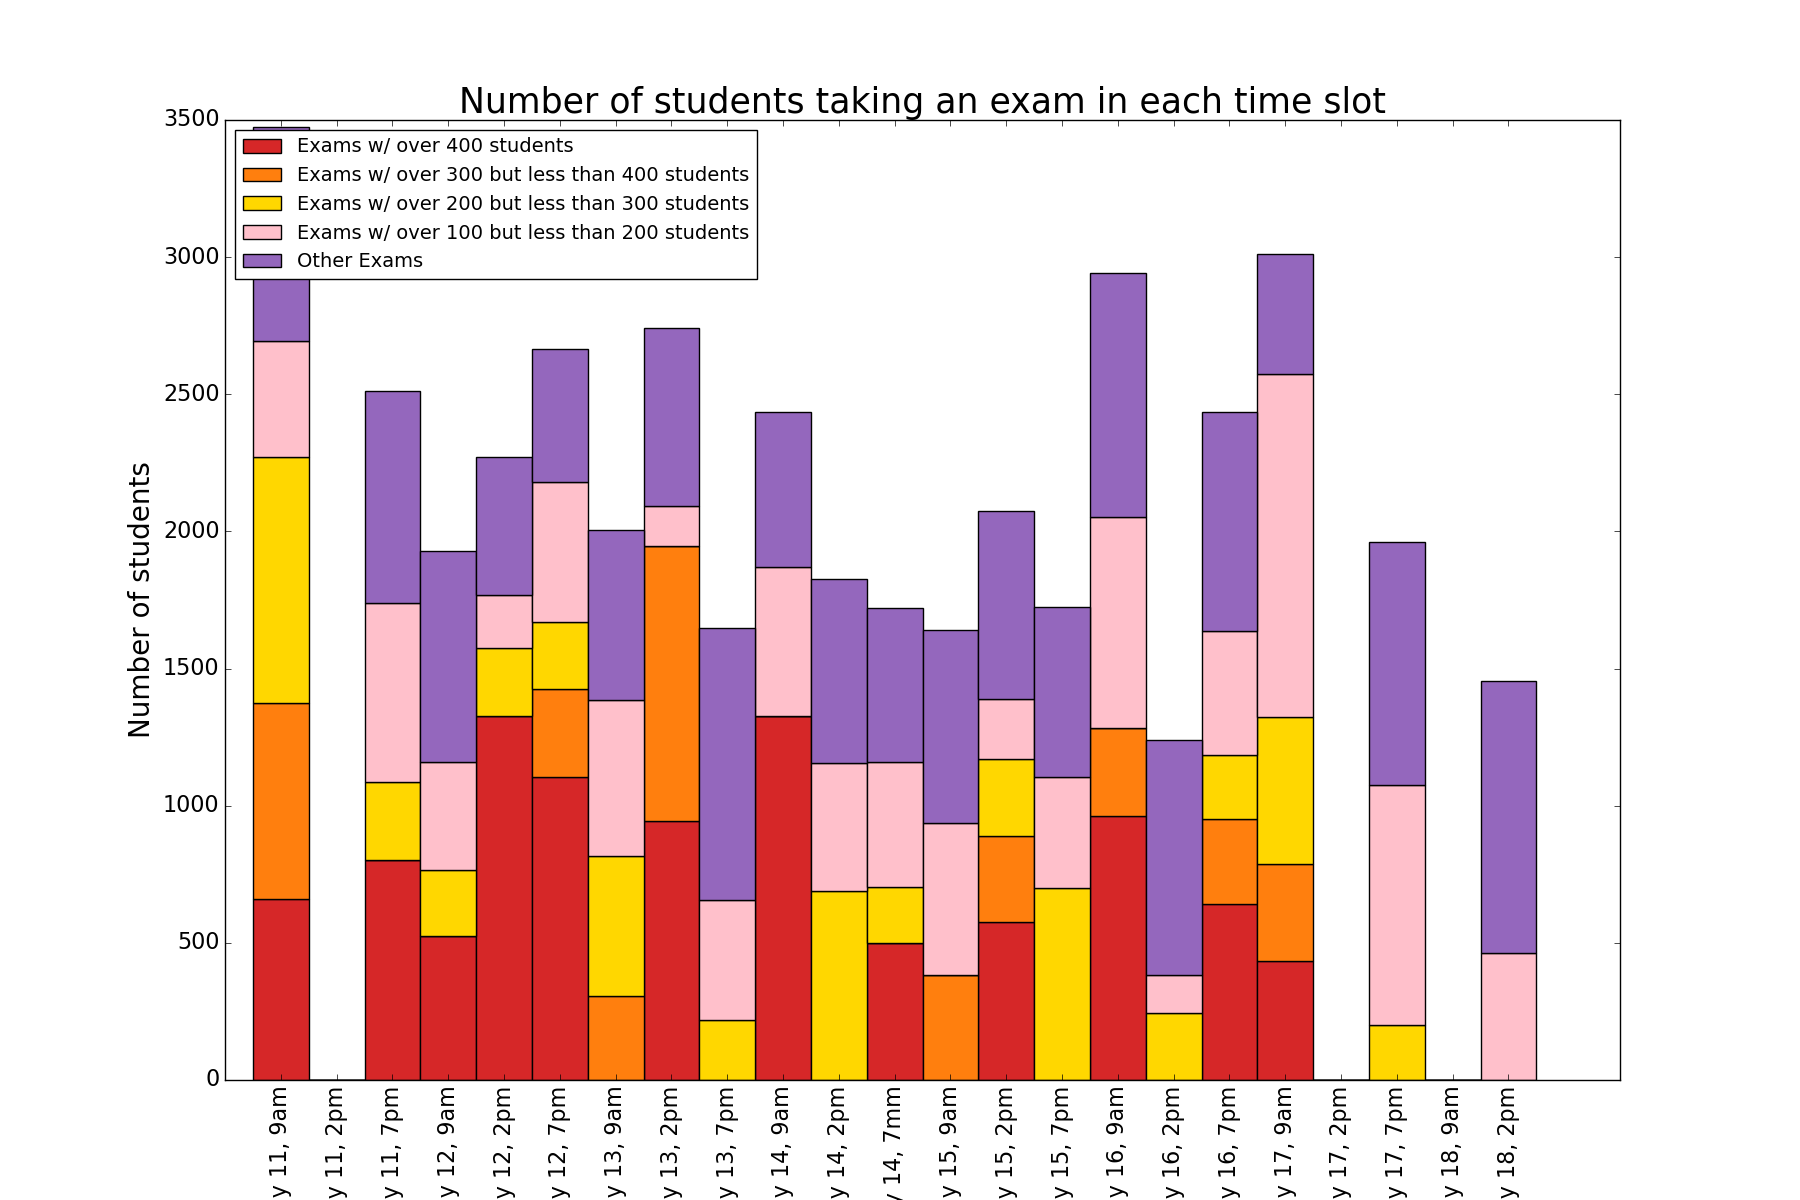 Number of students taking an exam in each time slot
3500
3000
2500
2000
1500
1000
500
0
Number of students
Exams w/ over 400 students
Exams w/ over 300 but less than 400 students
Exams w/ over 200 but less than 300 students
Exams w/ over 100 but less than 200 students
Other Exams
y 11, 9am
y 11, 2pm
y 11, 7pm
y 12, 9am
y 12, 2pm
y 12, 7pm
y 13, 9am
y 13, 2pm
y 13, 7pm
y 14, 9am
y 14, 2pm
y 14, 7mm
y 15, 9am
y 15, 2pm
y 15, 7pm
y 16, 9am
y 16, 2pm
y 16, 7pm
y 17, 9am
y 17, 2pm
y 17, 7pm
y 18, 9am
y 18, 2pm